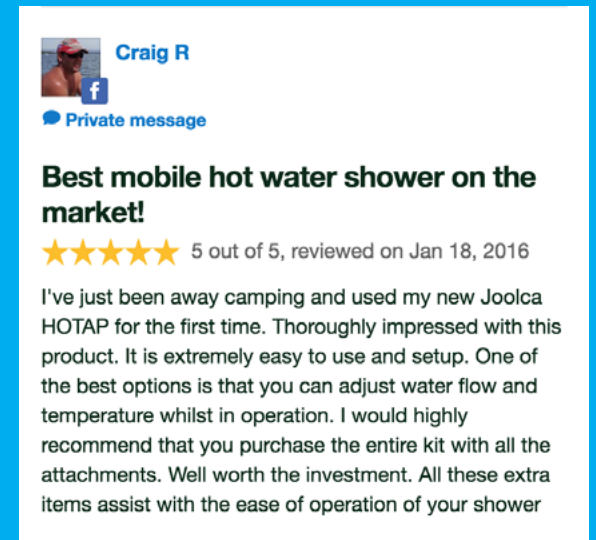 Craig R
f
Private message
Best mobile hot water shower on the
market!
5 out of 5, reviewed on Jan 18, 2016
I've just been away camping and used my new Joolca
HOTAP for the first time. Thoroughly impressed with this
product. It is extremely easy to use and setup. One of
the best options is that you can adjust water flow and
temperature whilst in operation. I would highly
recommend that you purchase the entire kit with all the
attachments. Well worth the investment. All these extra
items assist with the ease of operation of your shower